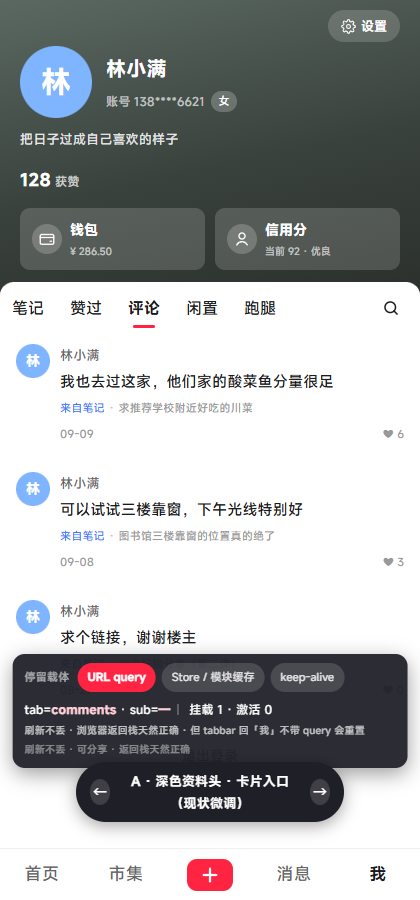 设置
林
林小满
账号 138****6621 女
把日子过成自己喜欢的样子
128 获赞
钱包
¥ 286.50
信用分
当前 92 · 优良
笔记 赞过 评论 闲置 跑腿
林
林小满
我也去过这家，他们家的酸菜鱼分量很足
来自笔记 · 求推荐学校附近好吃的川菜
09-09 6
林
林小满
可以试试三楼靠窗，下午光线特别好
来自笔记 · 图书馆三楼靠窗的位置真的绝了
09-08 3
林
林小满
求个链接，谢谢楼主
停留载体 URL query Store / 模块缓存 keep-alive
tab=comments · sub=— | 挂载 1 · 激活 0
刷新不丢 · 浏览器返回栈天然正确 · 但 tabbar 回「我」不带 query 会重置
刷新不丢 · 可分享 · 返回栈天然正确
← A · 深色资料头 · 卡片入口 →
(现状微调)
首页 市集 + 消息 我